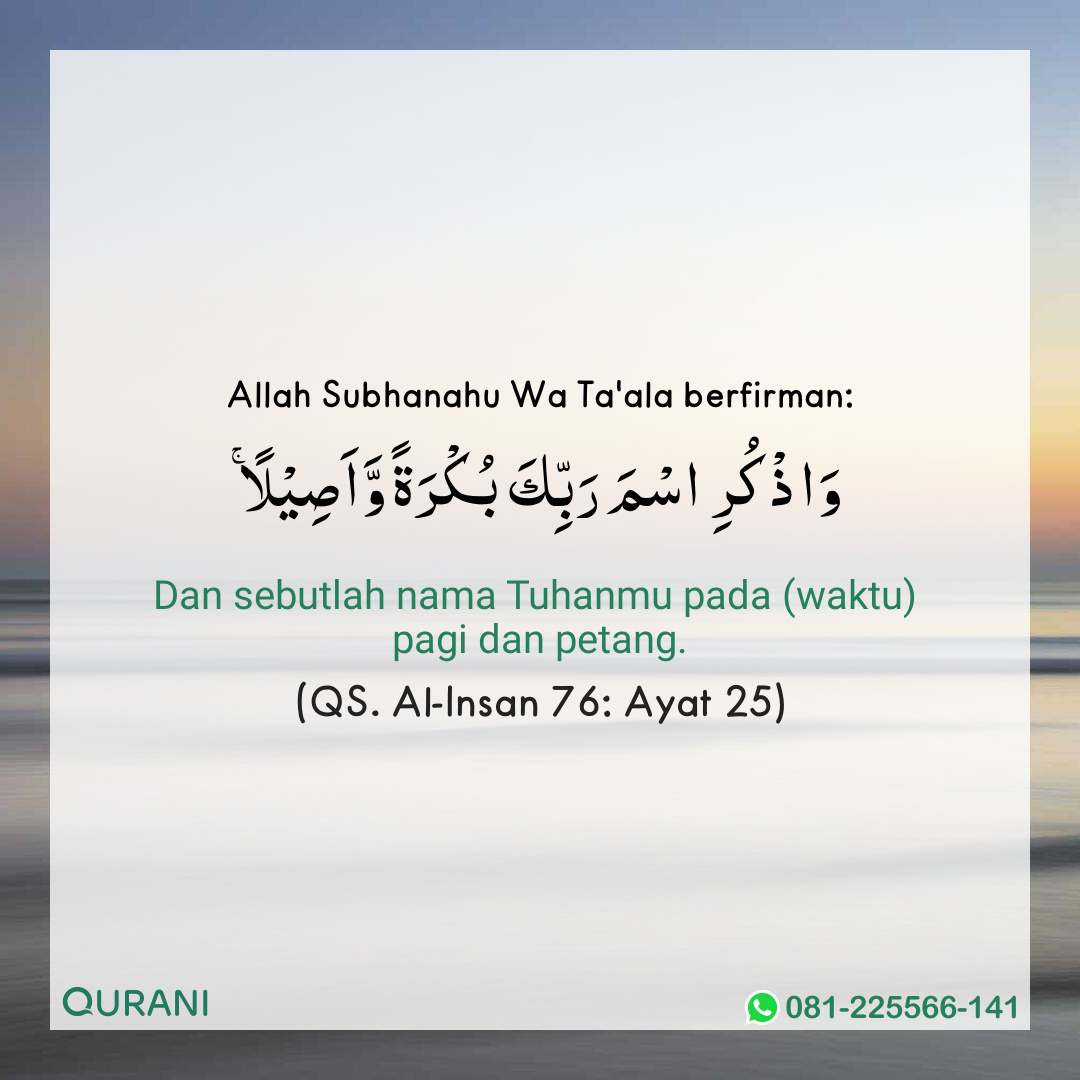 Allah Subhanahu Wa Ta'ala berfirman:
وَاذْكُرِ اسْمَ رَبِّكَ بُكْرَةً وَّاَصِيْلًاۚ
Dan sebutlah nama Tuhanmu pada (waktu)
pagi dan petang.
(QS. Al-Insan 76: Ayat 25)
QURANI
081-225566-141